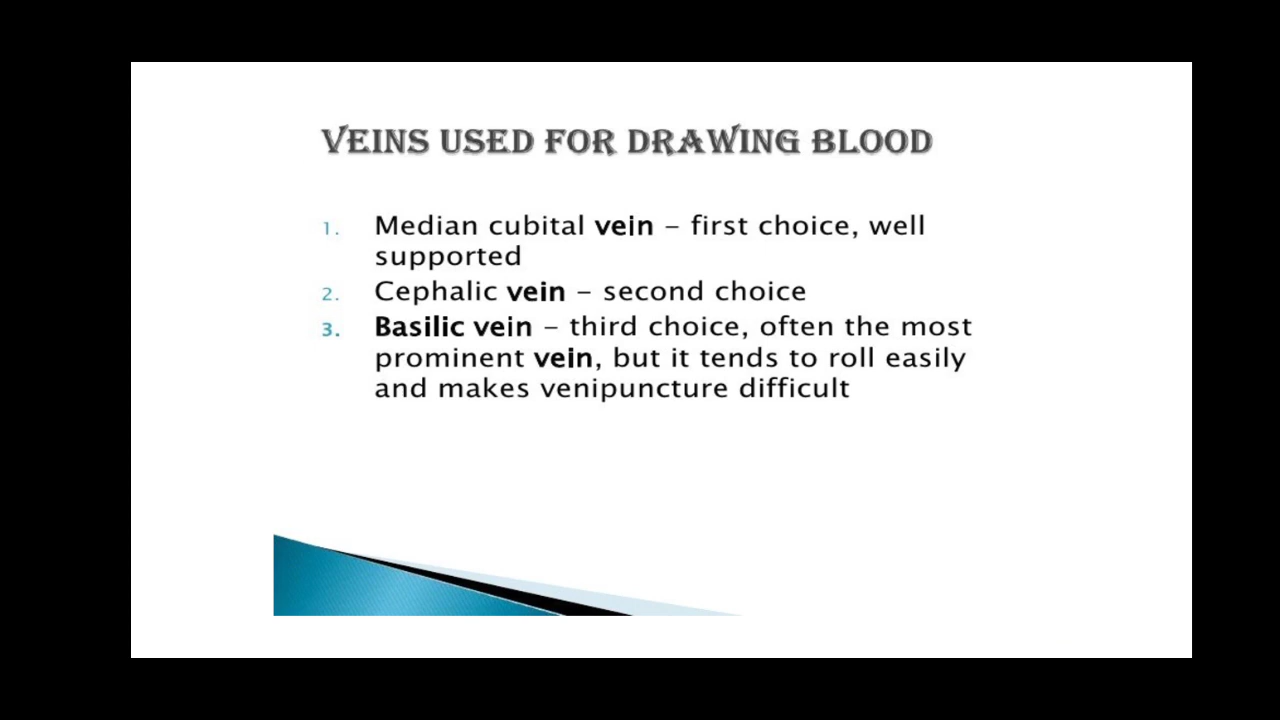 VEINS USED FOR DRAWING BLOOD
1. Median cubital vein – first choice, well
supported
2. Cephalic vein – second choice
3. Basilic vein – third choice, often the most
prominent vein, but it tends to roll easily
and makes venipuncture difficult